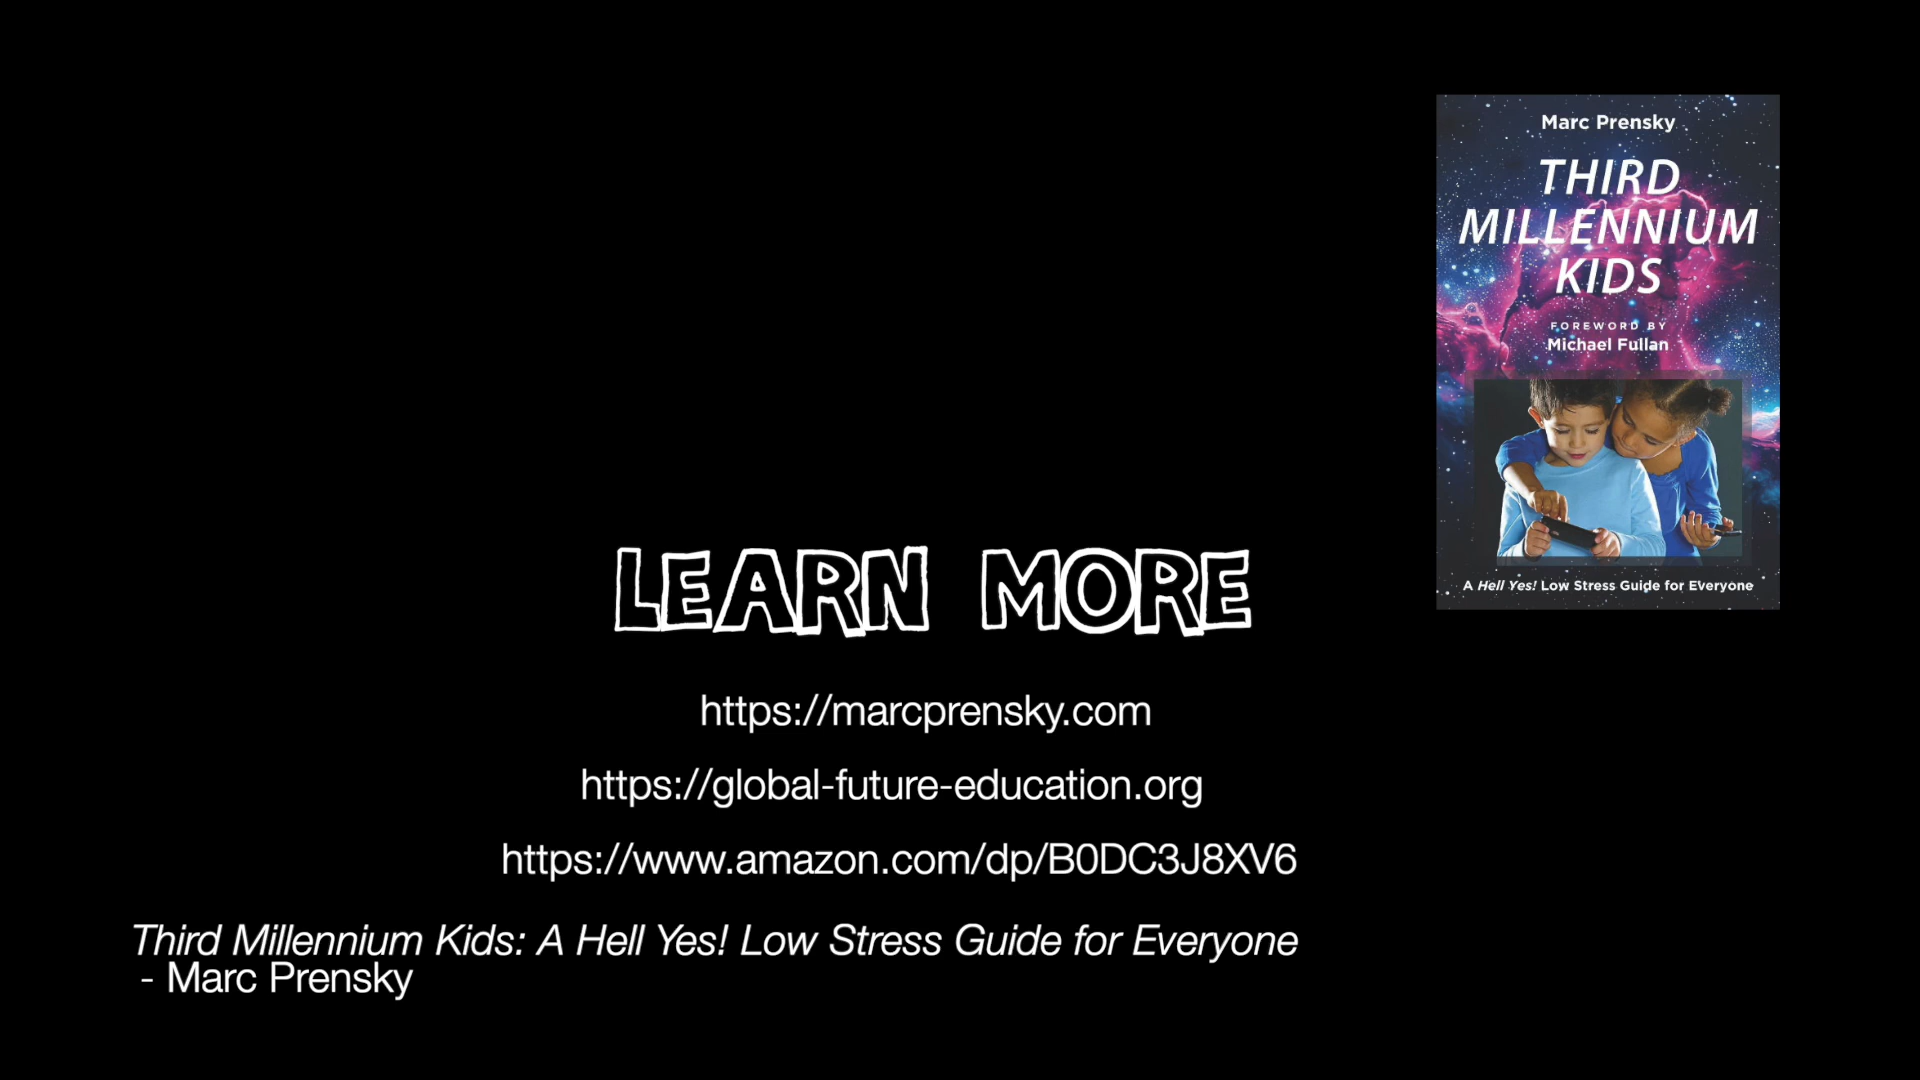 Marc Prensky
THIRD
MILLENNIUM
KIDS
FOREWORD BY
Michael Fullan
A Hell Yes! Low Stress Guide for Everyone
LEARN MORE
https://marcprensky.com
https://global-future-education.org
https://www.amazon.com/dp/B0DC3J8XV6
Third Millennium Kids: A Hell Yes! Low Stress Guide for Everyone
- Marc Prensky